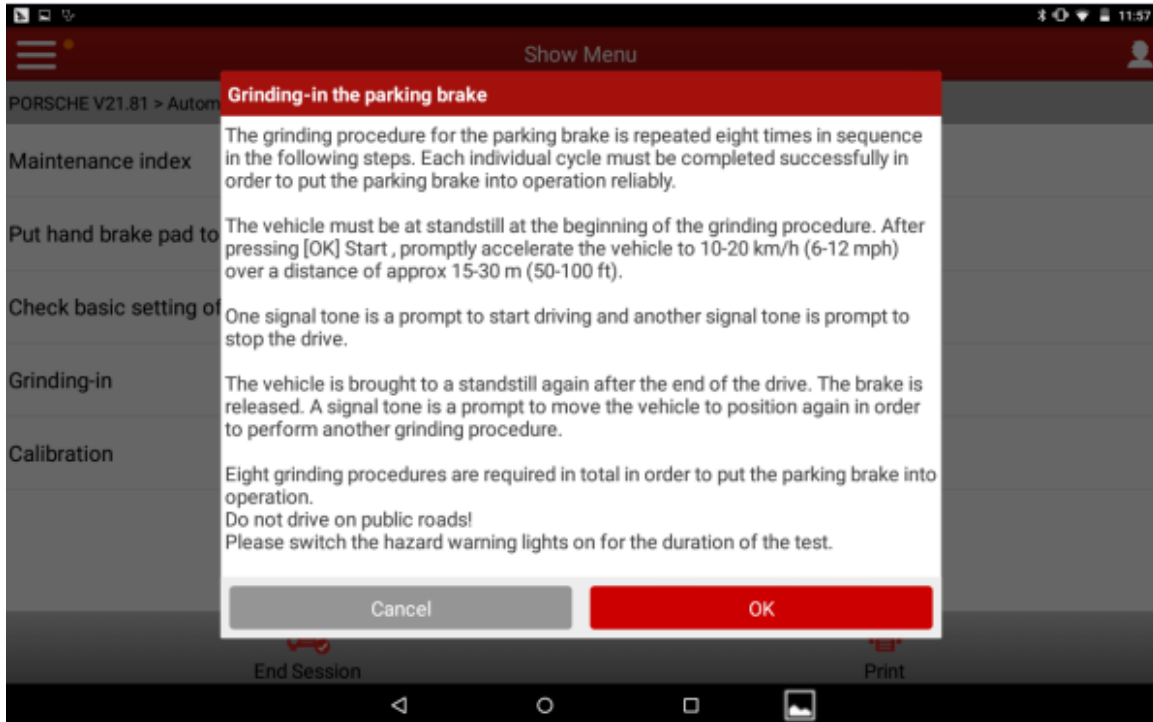 11:57
Show Menu
PORSCHE V21.81 > Autom
Grinding-in the parking brake
The grinding procedure for the parking brake is repeated eight times in sequence
in the following steps. Each individual cycle must be completed successfully in
order to put the parking brake into operation reliably.
Maintenance index
The vehicle must be at standstill at the beginning of the grinding procedure. After
pressing [OK] Start , promptly accelerate the vehicle to 10-20 km/h (6-12 mph)
over a distance of approx 15-30 m (50-100 ft).
Put hand brake pad to
One signal tone is a prompt to start driving and another signal tone is prompt to
stop the drive.
Check basic setting of
The vehicle is brought to a standstill again after the end of the drive. The brake is
released. A signal tone is a prompt to move the vehicle to position again in order
to perform another grinding procedure.
Grinding-in
Calibration
Eight grinding procedures are required in total in order to put the parking brake into
operation.
Do not drive on public roads!
Please switch the hazard warning lights on for the duration of the test.
Cancel
OK
End Session
Print